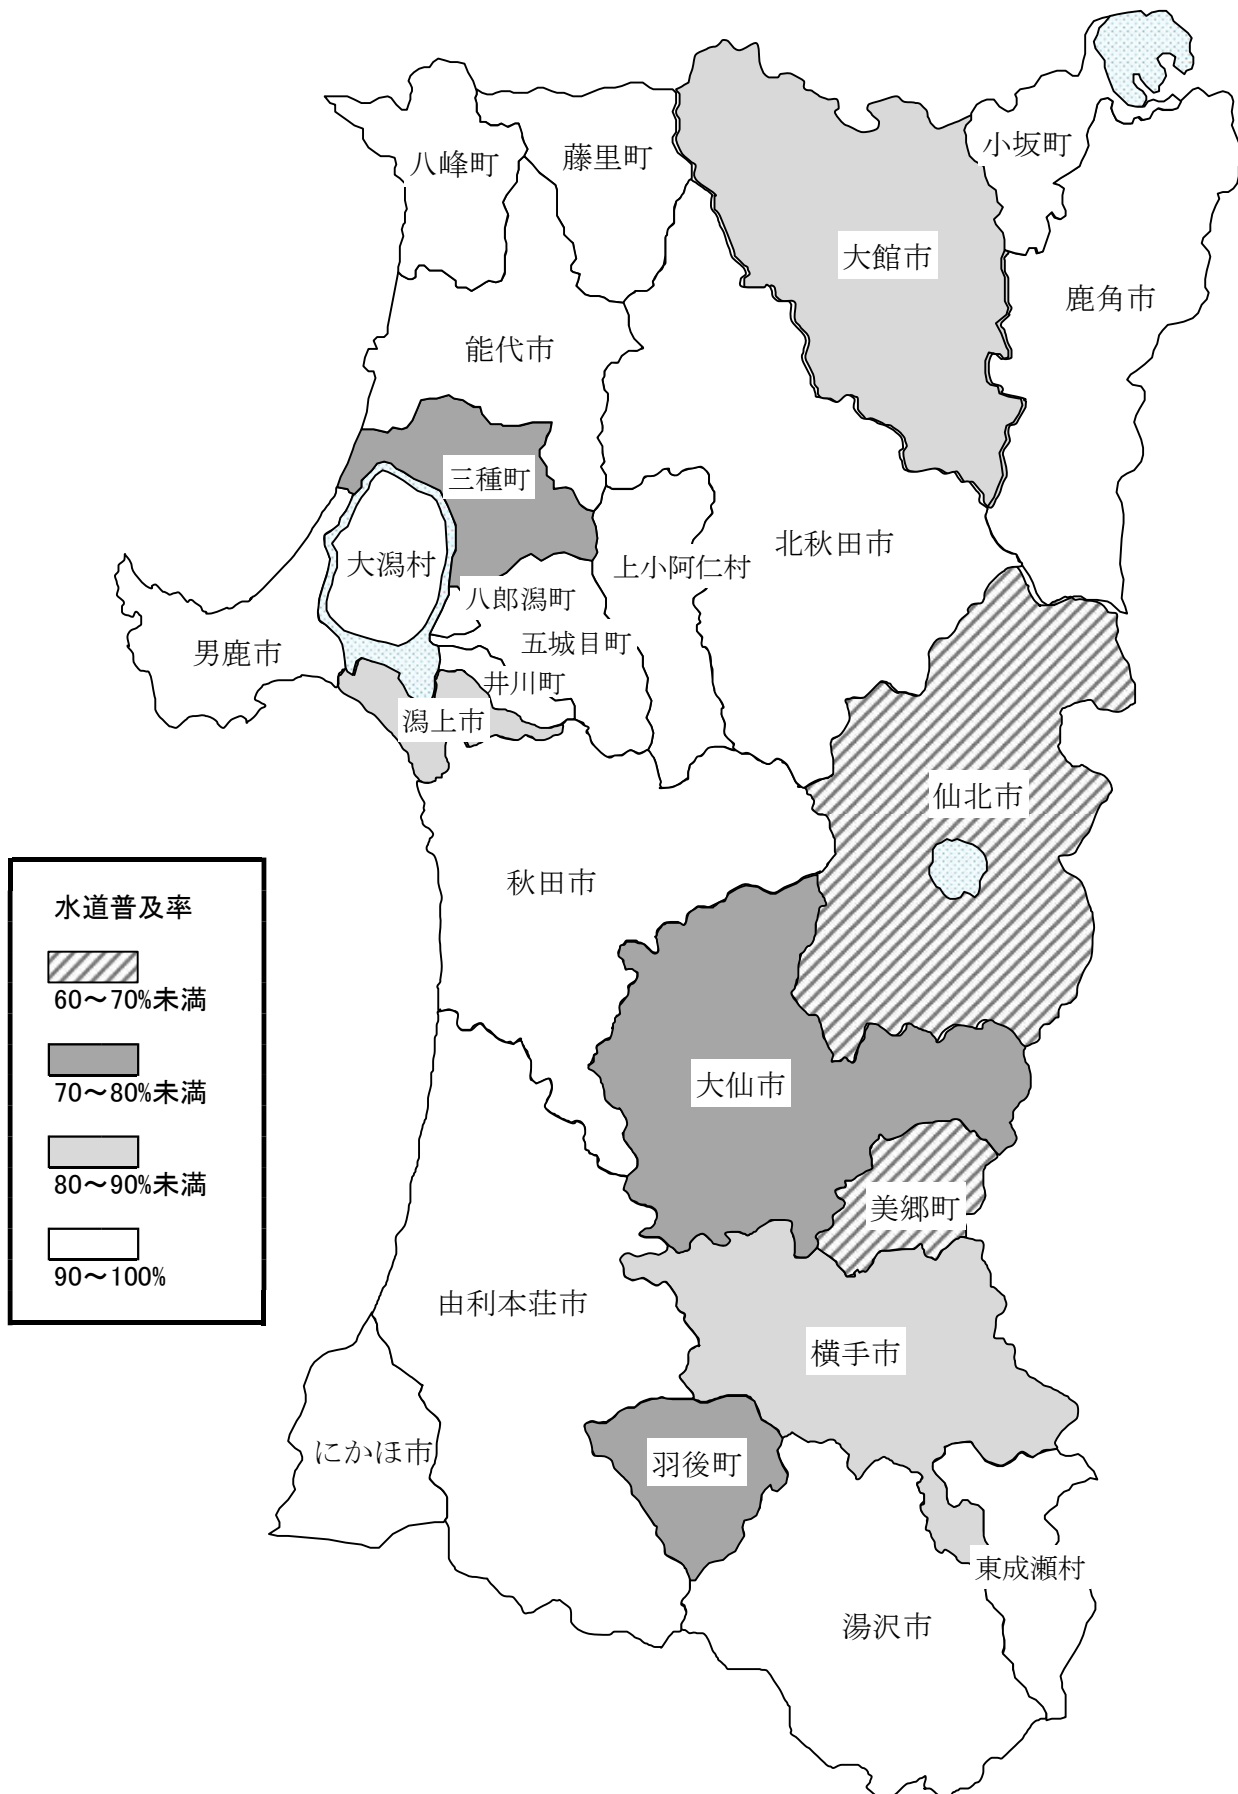 八峰町
藤里町
小坂町
大館市
鹿角市
能代市
三種町
大潟村
北秋田市
上小阿仁村
八郎潟町
五城目町
男鹿市
井川町
潟上市
仙北市
秋田市
水道普及率
60～70%未満
70～80%未満
80～90%未満
90～100%
大仙市
美郷町
由利本荘市
横手市
にかほ市
羽後町
東成瀬村
湯沢市